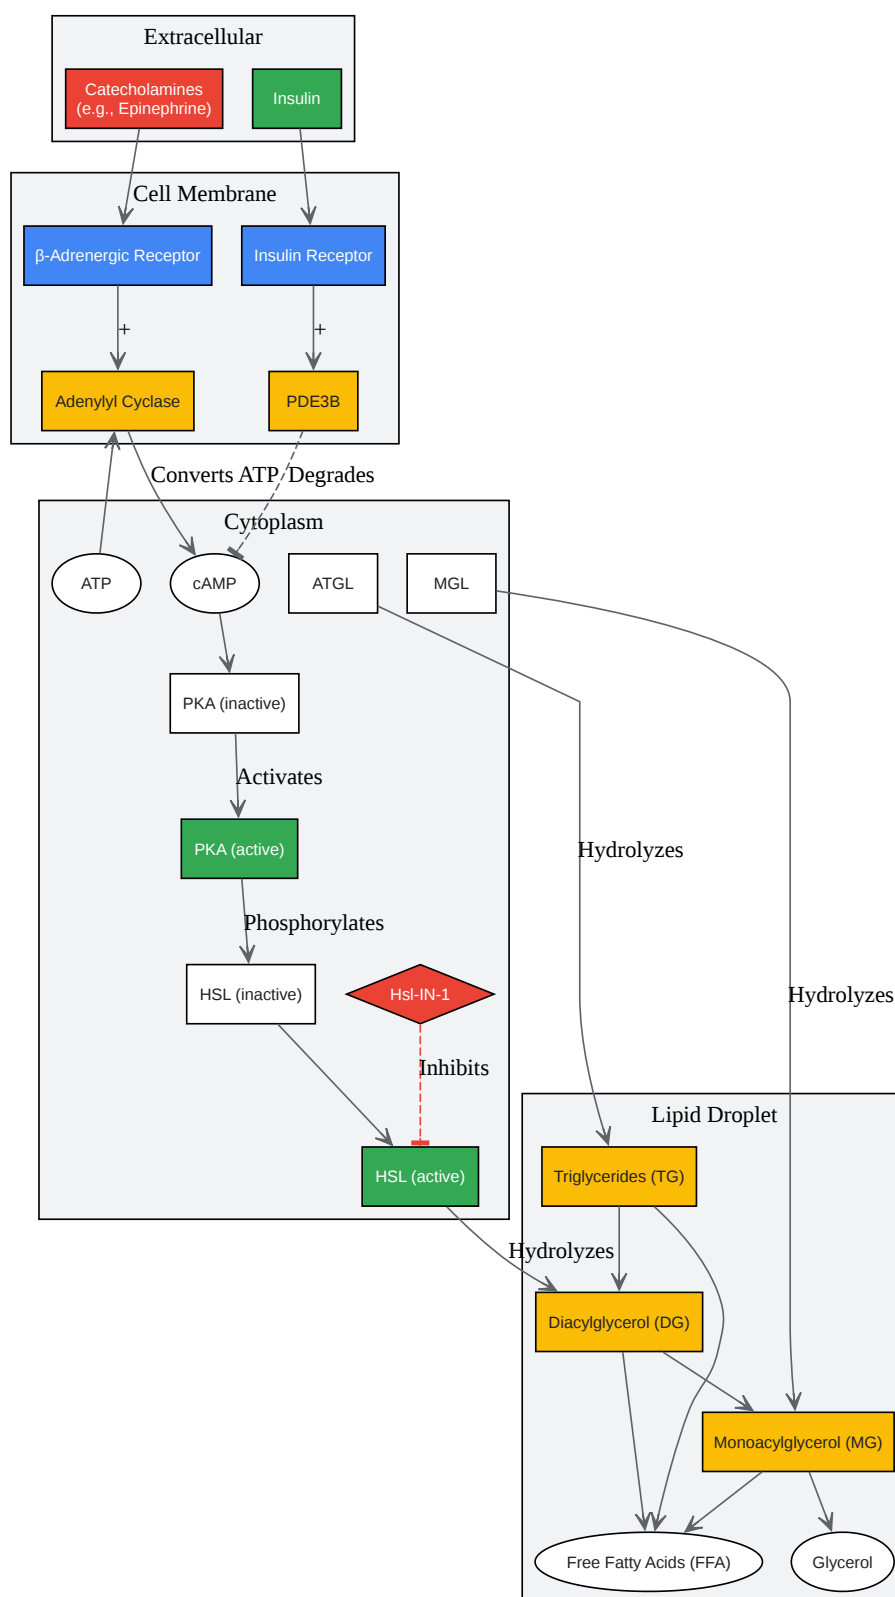 Extracellular
Catecholamines
(e.g., Epinephrine)
Insulin
Cell Membrane
β-Adrenergic Receptor
Insulin Receptor
+
+
Adenylyl Cyclase
PDE3B
Converts ATP
Degrades
Cytoplasm
ATP
cAMP
ATGL
MGL
PKA (inactive)
Activates
PKA (active)
Hydrolyzes
Phosphorylates
HSL (inactive)
Hsl-IN-1
Hydrolyzes
Inhibits
Lipid Droplet
HSL (active)
Triglycerides (TG)
Hydrolyzes
Diacylglycerol (DG)
Monoacylglycerol (MG)
Free Fatty Acids (FFA)
Glycerol